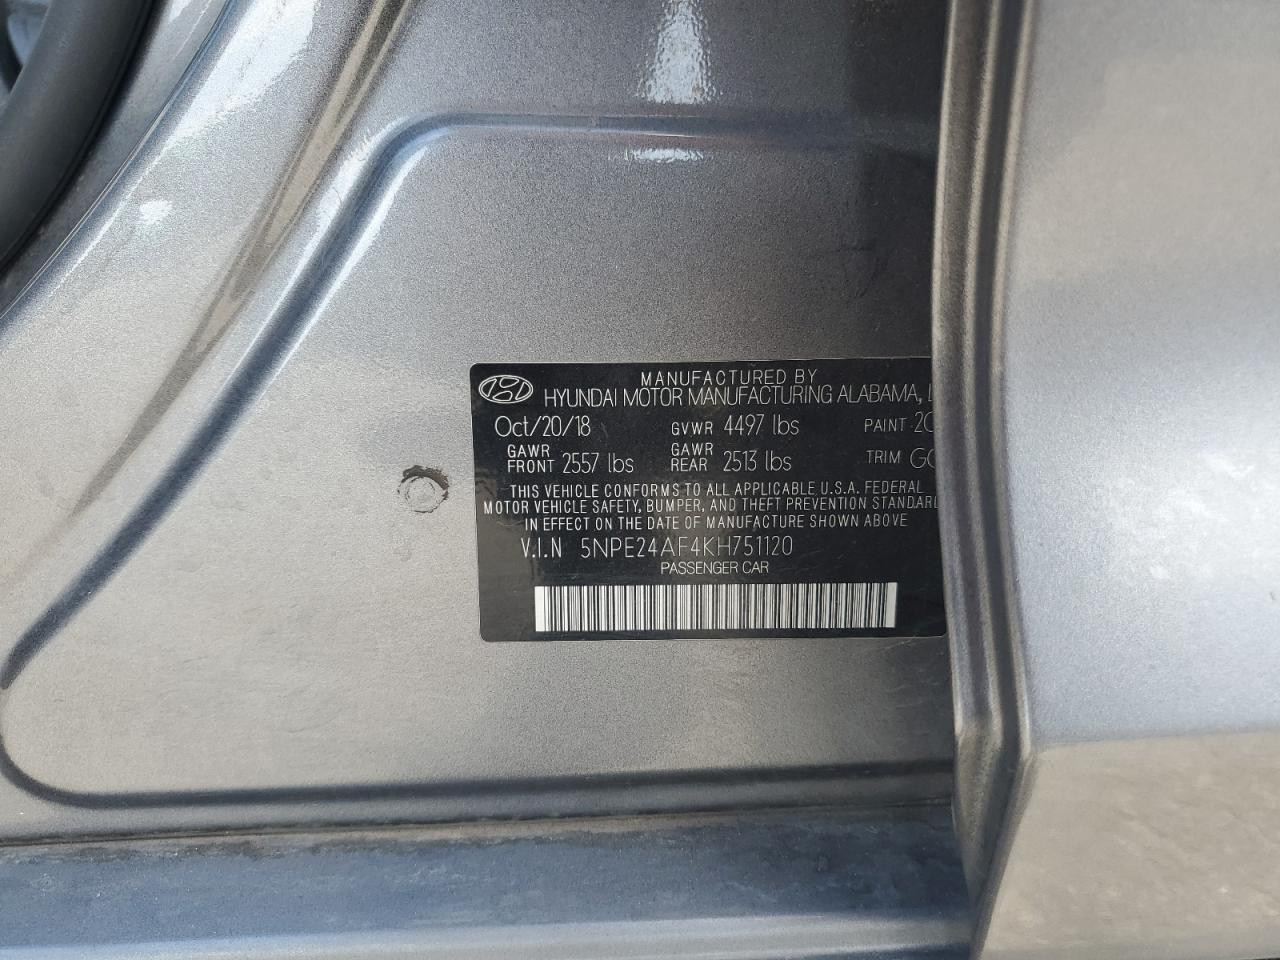 MANUFACTURED BY
HYUNDAI MOTOR MANUFACTURING ALABAMA,
Oct/20/18 GVWR 4497 lbs PAINT
GAWR FRONT 2557 lbs GAWR REAR 2513 lbs TRIM
THIS VEHICLE CONFORMS TO ALL APPLICABLE U.S.A. FEDERAL
MOTOR VEHICLE SAFETY, BUMPER, AND THEFT PREVENTION
IN EFFECT ON THE DATE OF MANUFACTURE SHOWN ABOVE
V.I.N 5NPE24AF4KH751120
PASSENGER CAR